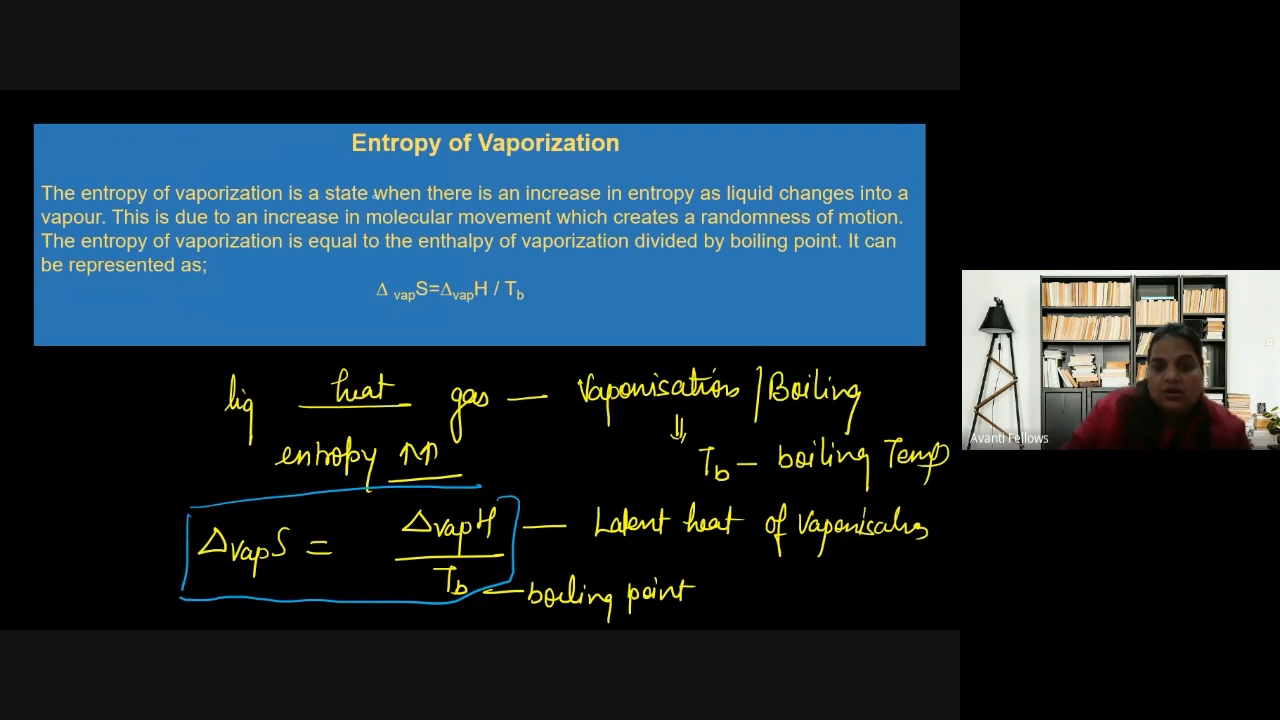 Entropy of Vaporization
The entropy of vaporization is a state when there is an increase in entropy as liquid changes into a
vapour. This is due to an increase in molecular movement which creates a randomness of motion.
The entropy of vaporization is equal to the enthalpy of vaporization divided by boiling point. It can
be represented as;
Δ vapS=ΔvapH / Tb
liq heat gas — Vaporisation / Boiling
entropy ↑↑ ⇓
Tb — boiling Temp
ΔvapS = ΔvapH / Tb — Latent heat of vaporisation
— boiling point
Avanti Fellows